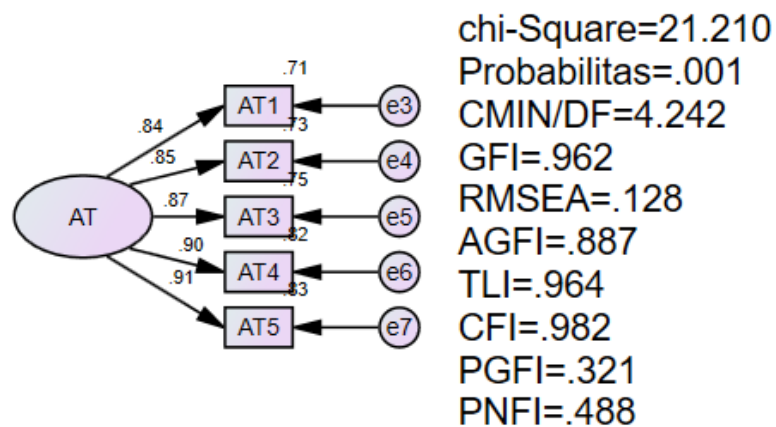 chi-Square=21.210
Probabilitas=.001
CMIN/DF=4.242
GFI=.962
RMSEA=.128
AGFI=.887
TLI=.964
CFI=.982
PGFI=.321
PNFI=.488
.71
.84
AT1
e3
.73
.85
AT2
e4
.75
AT
.87
AT3
e5
.82
.90
AT4
e6
.83
.91
AT5
e7